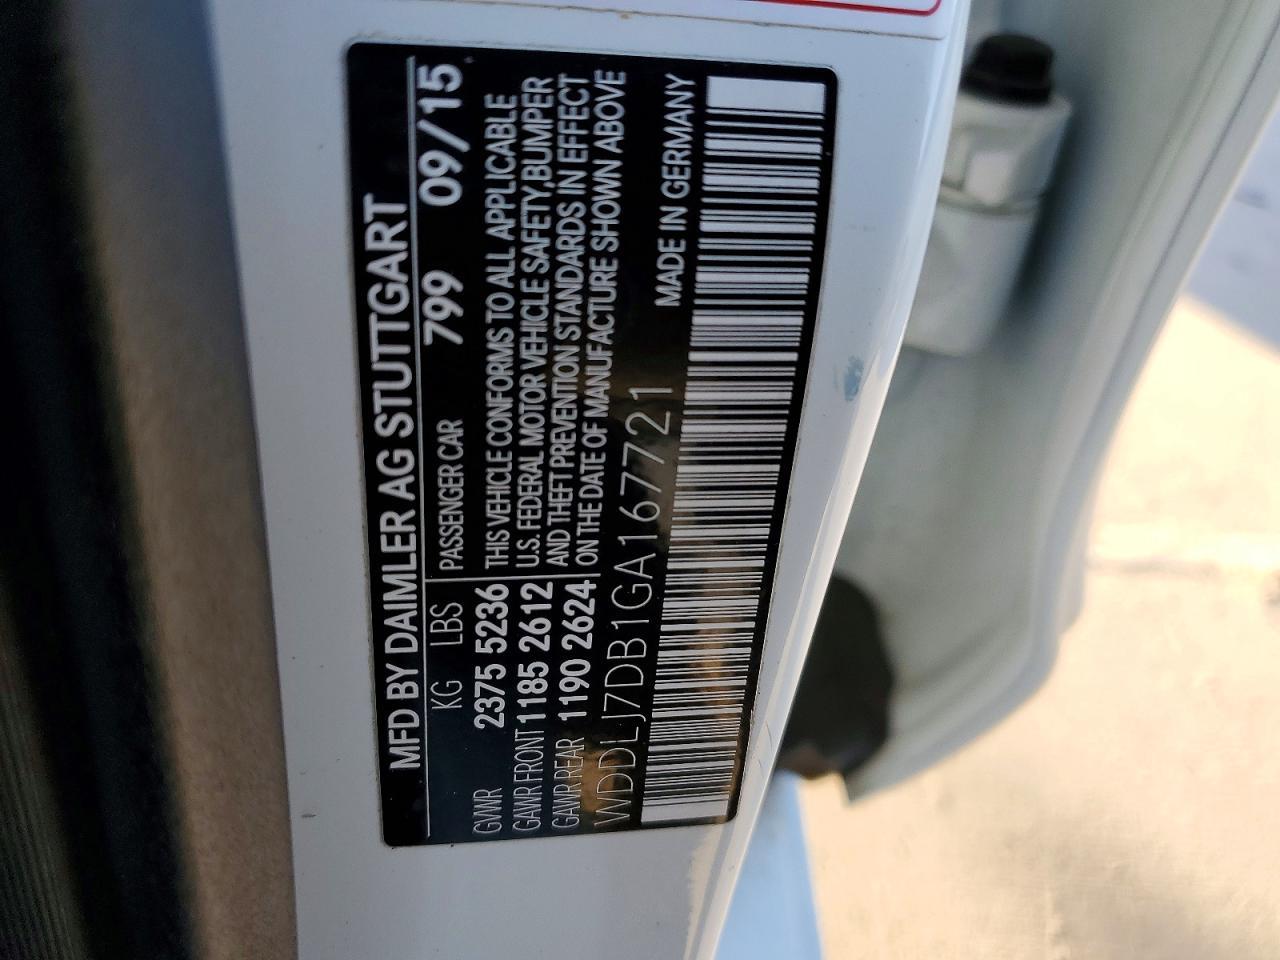 MFD BY DAIMLER AG STUTTGART
KG LBS PASSENGER CAR 799 09/15
GVWR 2375 5236 THIS VEHICLE CONFORMS TO ALL APPLICABLE
GAWR FRONT 1185 2612 U.S. FEDERAL MOTOR VEHICLE SAFETY,BUMPER
GAWR REAR 1190 2624 AND THEFT PREVENTION STANDARDS IN EFFECT
ON THE DATE OF MANUFACTURE SHOWN ABOVE
WDDLJ7DB1GA167721 MADE IN GERMANY